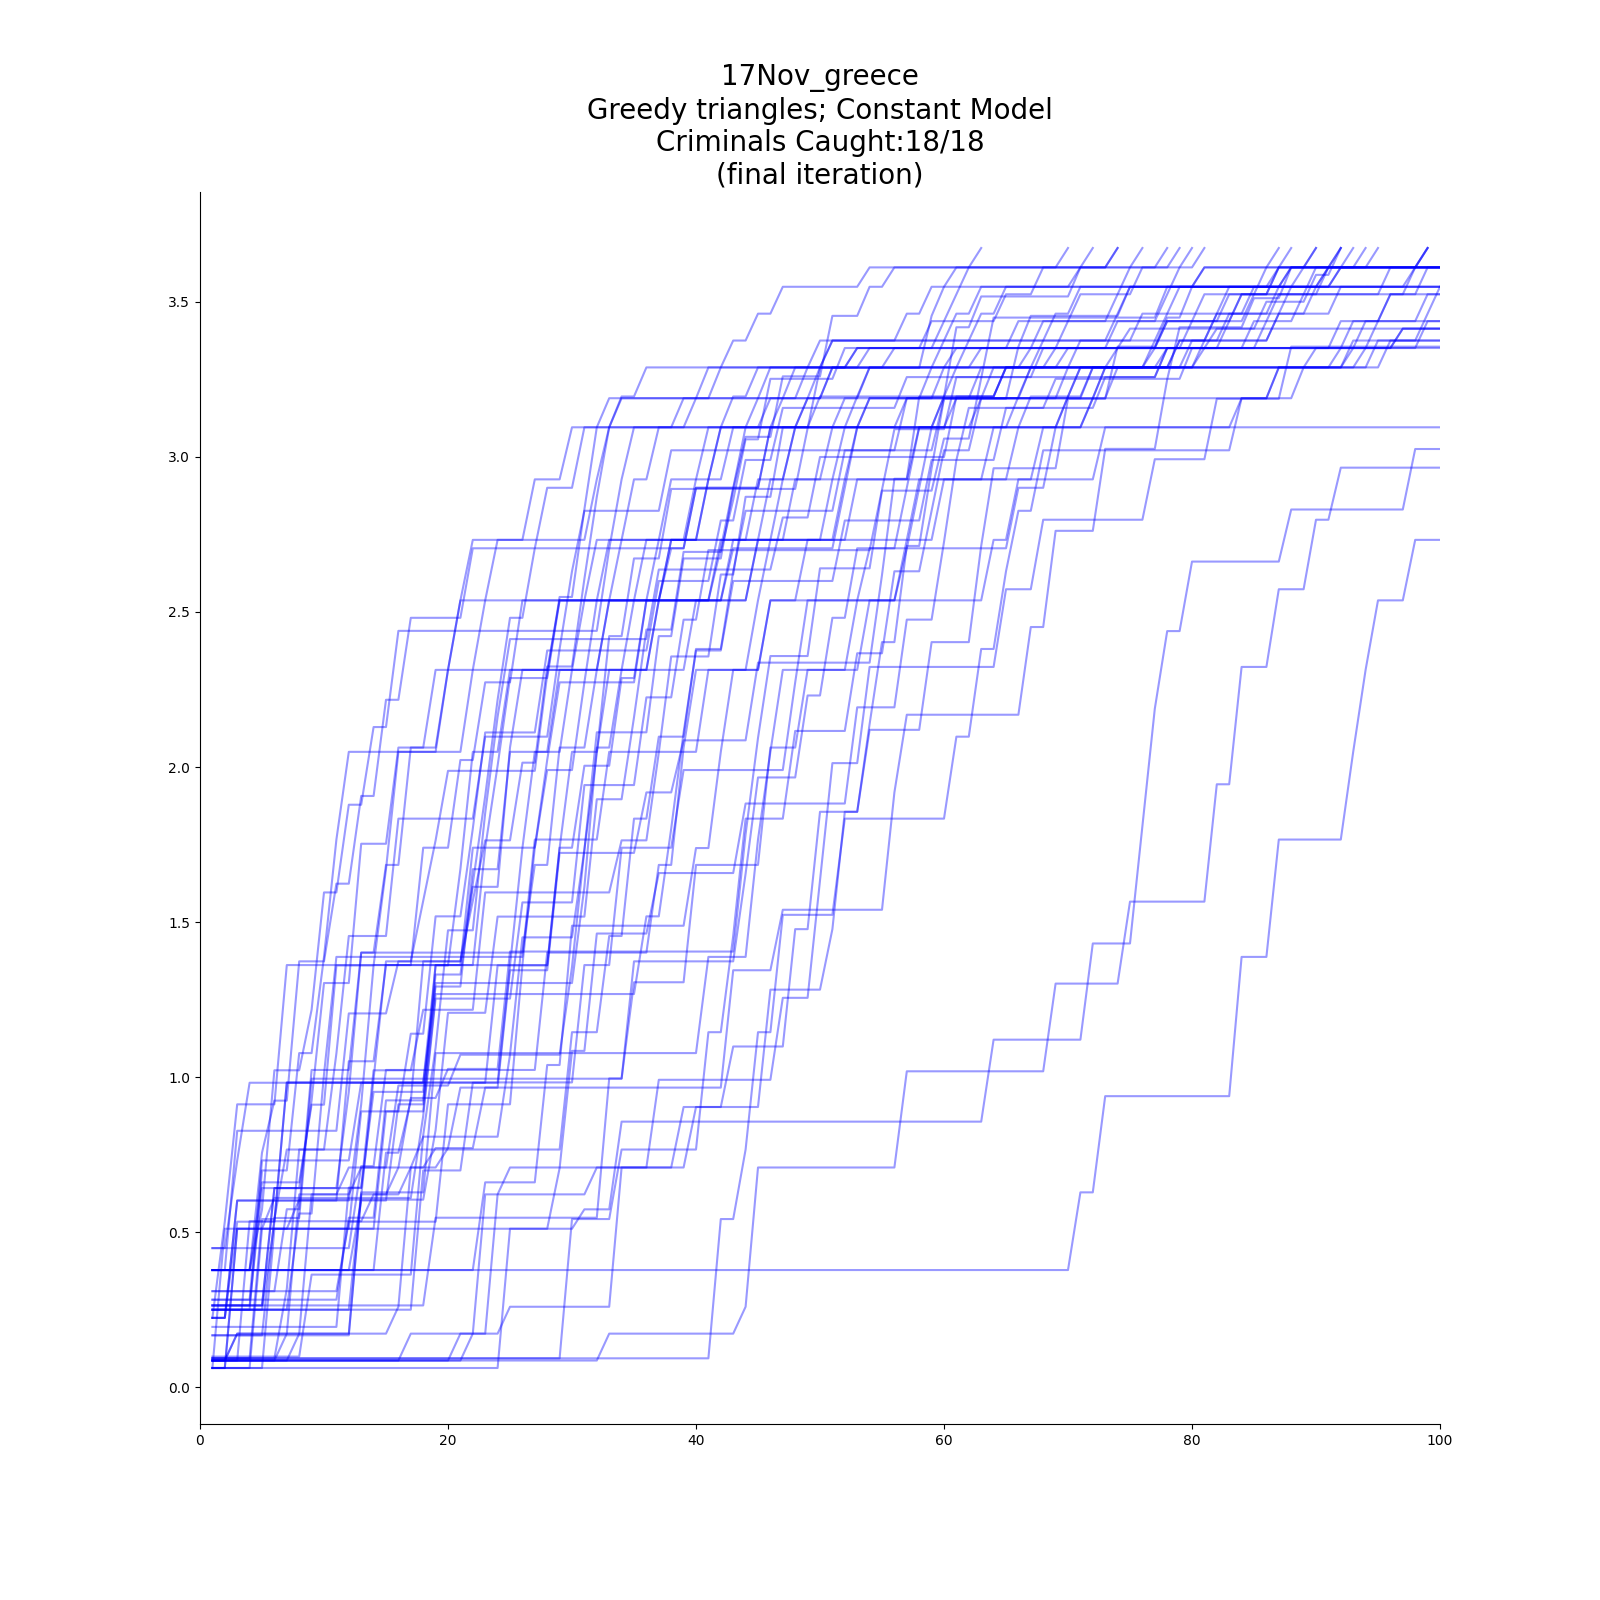 17Nov_greece
Greedy triangles; Constant Model
Criminals Caught:18/18
(final iteration)
3.5
3.0
2.5
2.0
1.5
1.0
0.5
0.0
0 20 40 60 80 100